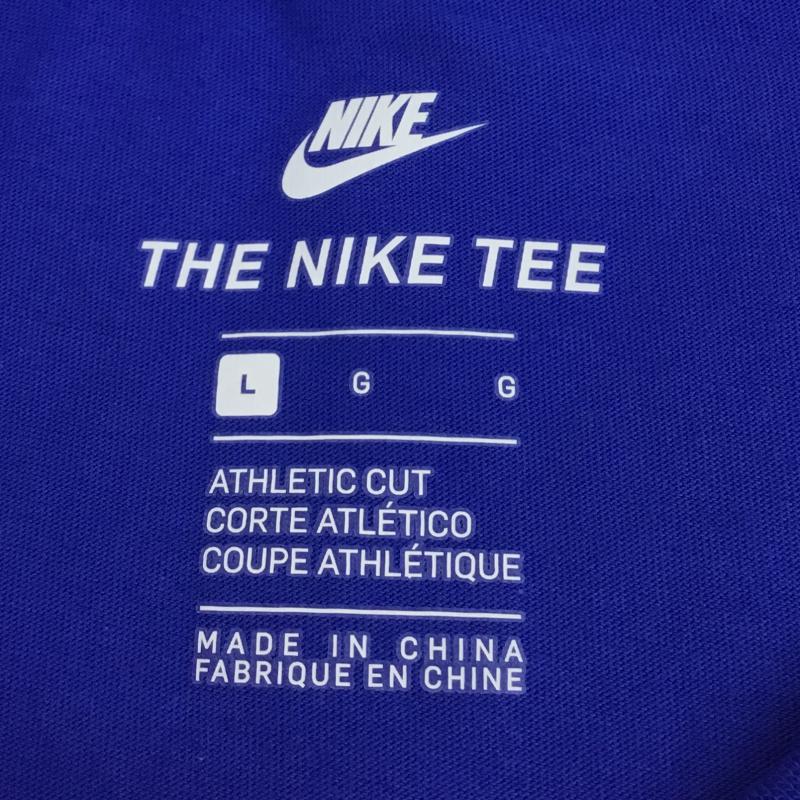 NIKE
THE NIKE TEE
L G G
ATHLETIC CUT
CORTE ATLÉTICO
COUPE ATHLÉTIQUE
MADE IN CHINA
FABRIQUE EN CHINE